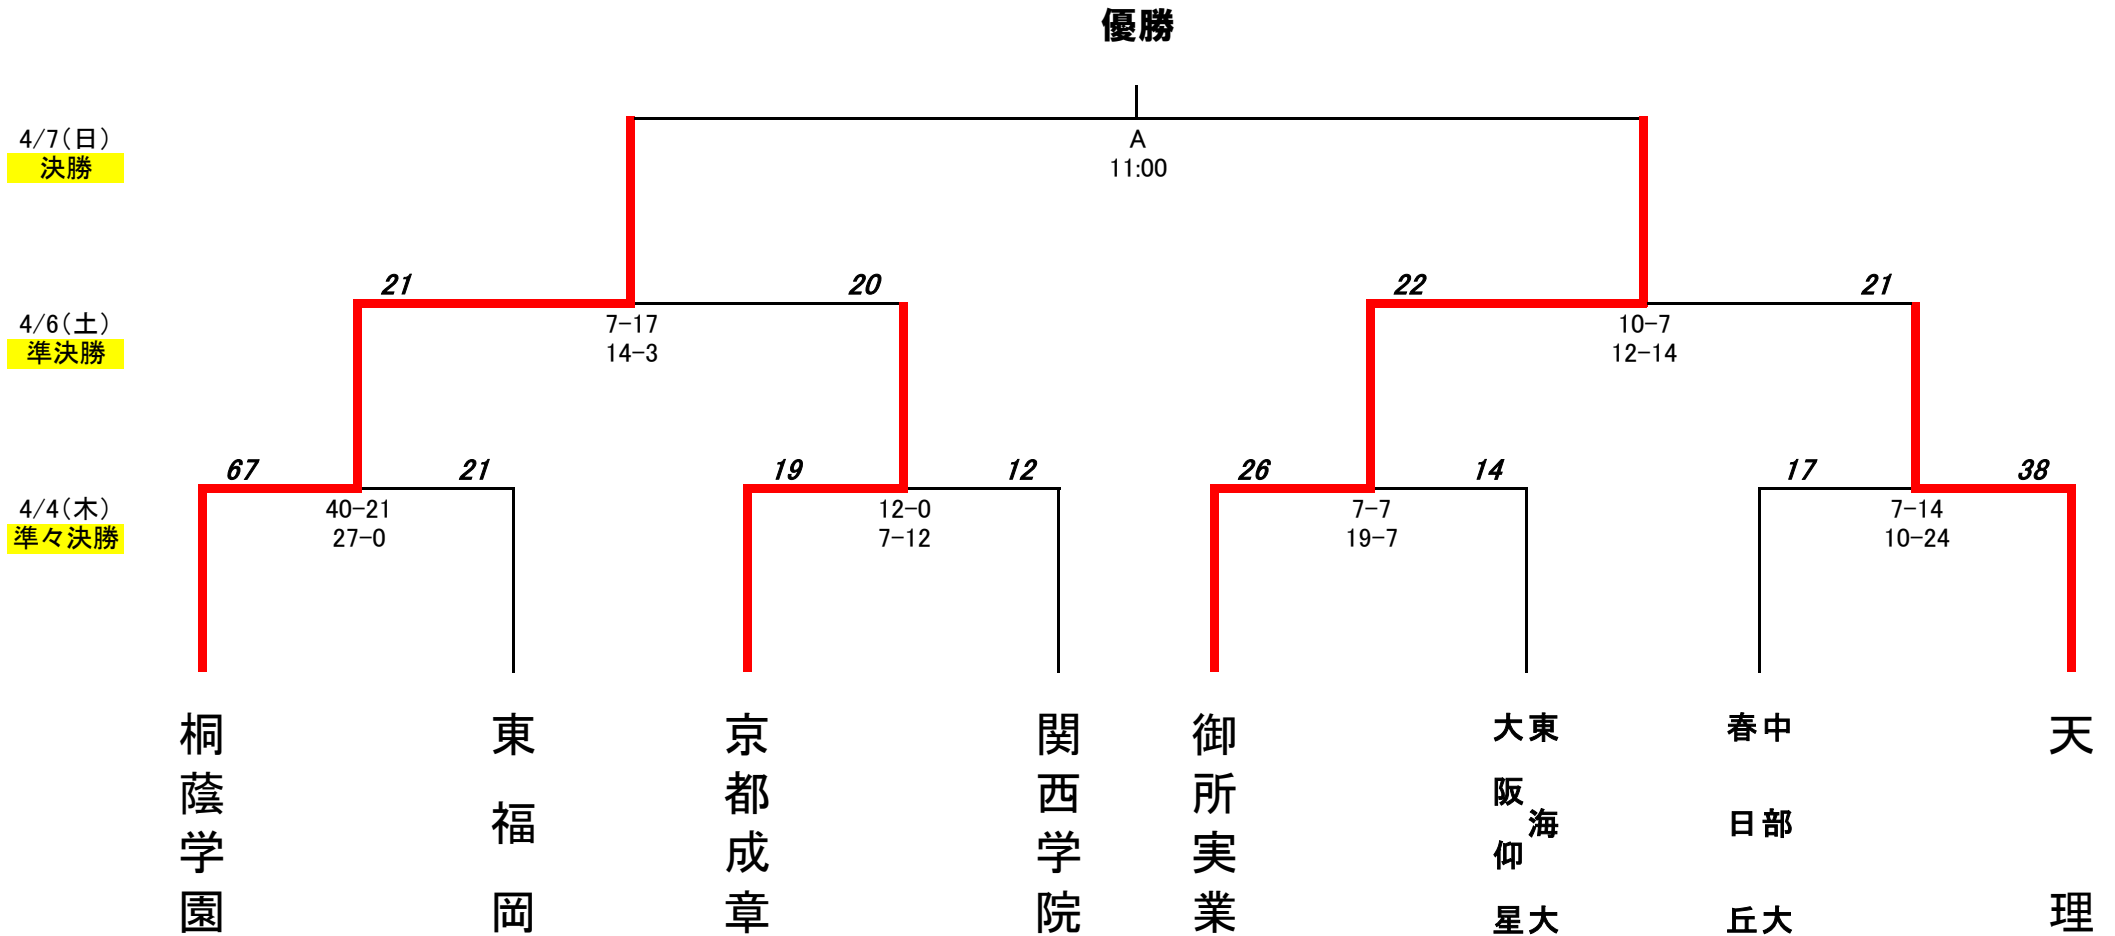 優勝
4/7(日)
決勝
A
11:00
21
20
22
21
4/6(土)
準決勝
7-17
14-3
10-7
12-14
67
21
19
12
26
14
17
38
4/4(木)
準々決勝
40-21
27-0
12-0
7-12
7-7
19-7
7-14
10-24
桐蔭学園
東福岡
京都成章
関西学院
御所実業
東海大
大阪仰星
中部大
春日丘
天理